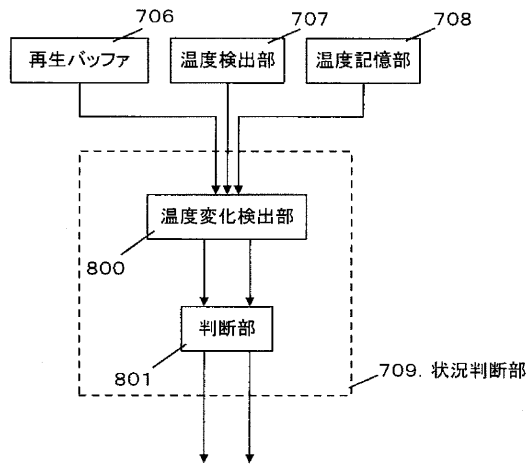 706
707
708
再生バッファ
温度検出部
温度記憶部
温度変化検出部
800
判断部
801
709. 状況判断部